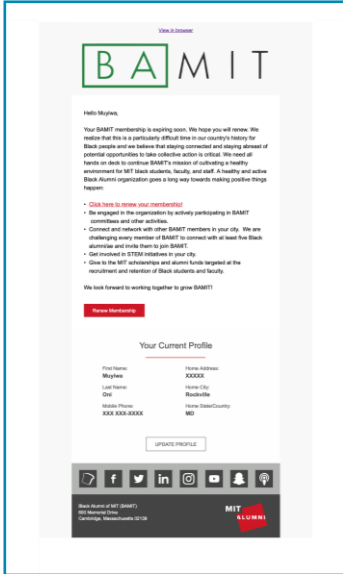 View in browser
BAMIT
Hello Muyiwa,
Your BAMIT membership is expiring soon. We hope you will renew. We
realize that this is a particularly difficult time in our country's history for
Black people and we believe that staying connected and staying abreast of
potential opportunities to take collective action is critical. We need all
hands on deck to continue BAMIT's mission of cultivating a healthy
environment for MIT black students, faculty, and staff. A healthy and active
Black Alumni organization goes a long way towards making positive things
happen:
• Click here to renew your membership!
• Be engaged in the organization by actively participating in BAMIT
committees and other activities.
• Connect and network with other BAMIT members in your city. We are
challenging every member of BAMIT to connect with at least five Black
alumni/ae and invite them to join BAMIT.
• Get involved in STEM initiatives in your city.
• Give to the MIT scholarships and alumni funds targeted at the
recruitment and retention of Black students and faculty.
We look forward to working together to grow BAMIT!
Renew Membership
Your Current Profile
First Name: Home Address:
Muyiwa XXXXX
Last Name: Home City:
Oni Rockville
Mobile Phone: Home State/Country:
XXX XXX-XXXX MD
UPDATE PROFILE
Black Alumni of MIT (BAMIT)
600 Memorial Drive
Cambridge, Massachusetts 02139
MIT
ALUMNI